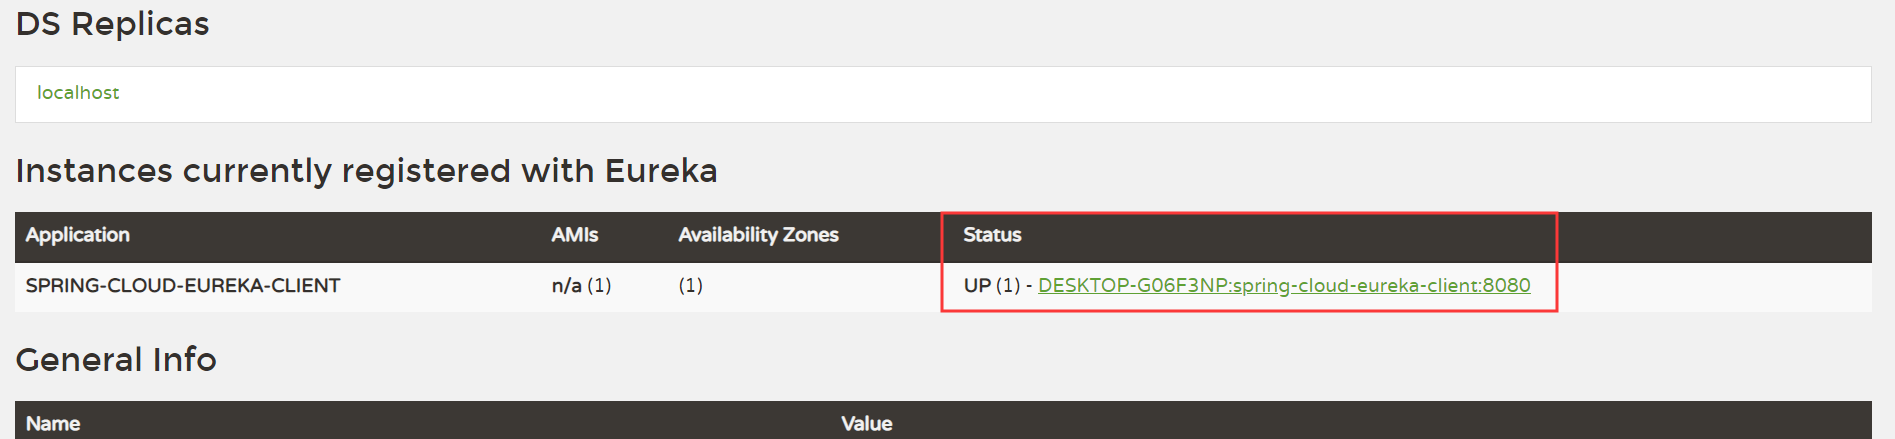 DS Replicas
localhost
Instances currently registered with Eureka
Application AMIs Availability Zones Status
SPRING-CLOUD-EUREKA-CLIENT n/a (1) (1) UP (1) - DESKTOP-G06F3NP:spring-cloud-eureka-client:8080
General Info
Name Value